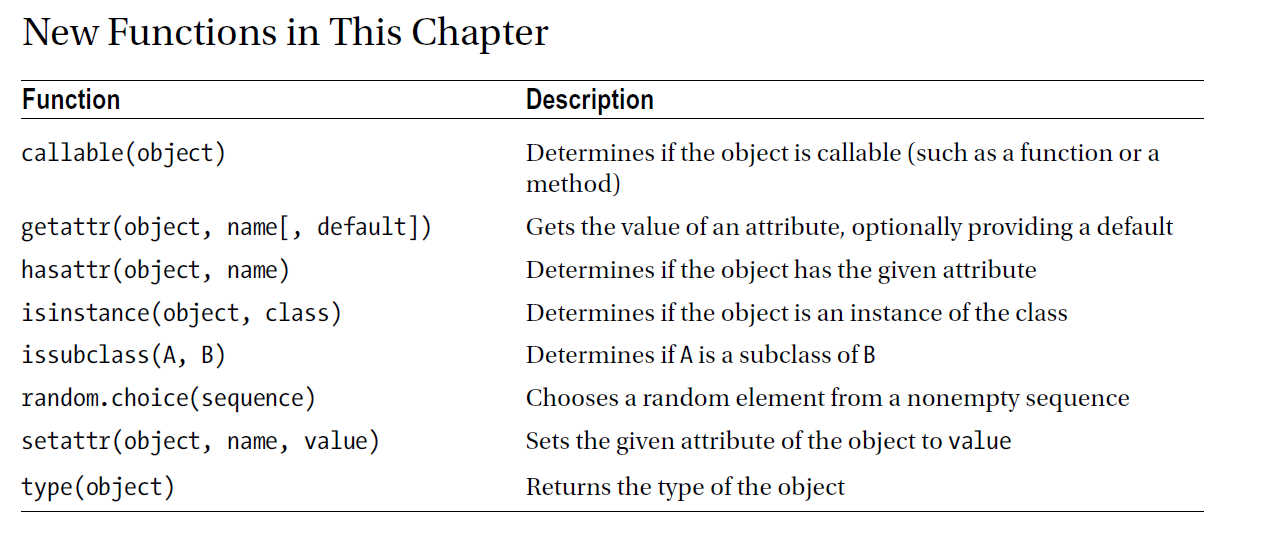 New Functions in This Chapter
Function Description
callable(object) Determines if the object is callable (such as a function or a
method)
getattr(object, name[, default]) Gets the value of an attribute, optionally providing a default
hasattr(object, name) Determines if the object has the given attribute
isinstance(object, class) Determines if the object is an instance of the class
issubclass(A, B) Determines if A is a subclass of B
random.choice(sequence) Chooses a random element from a nonempty sequence
setattr(object, name, value) Sets the given attribute of the object to value
type(object) Returns the type of the object